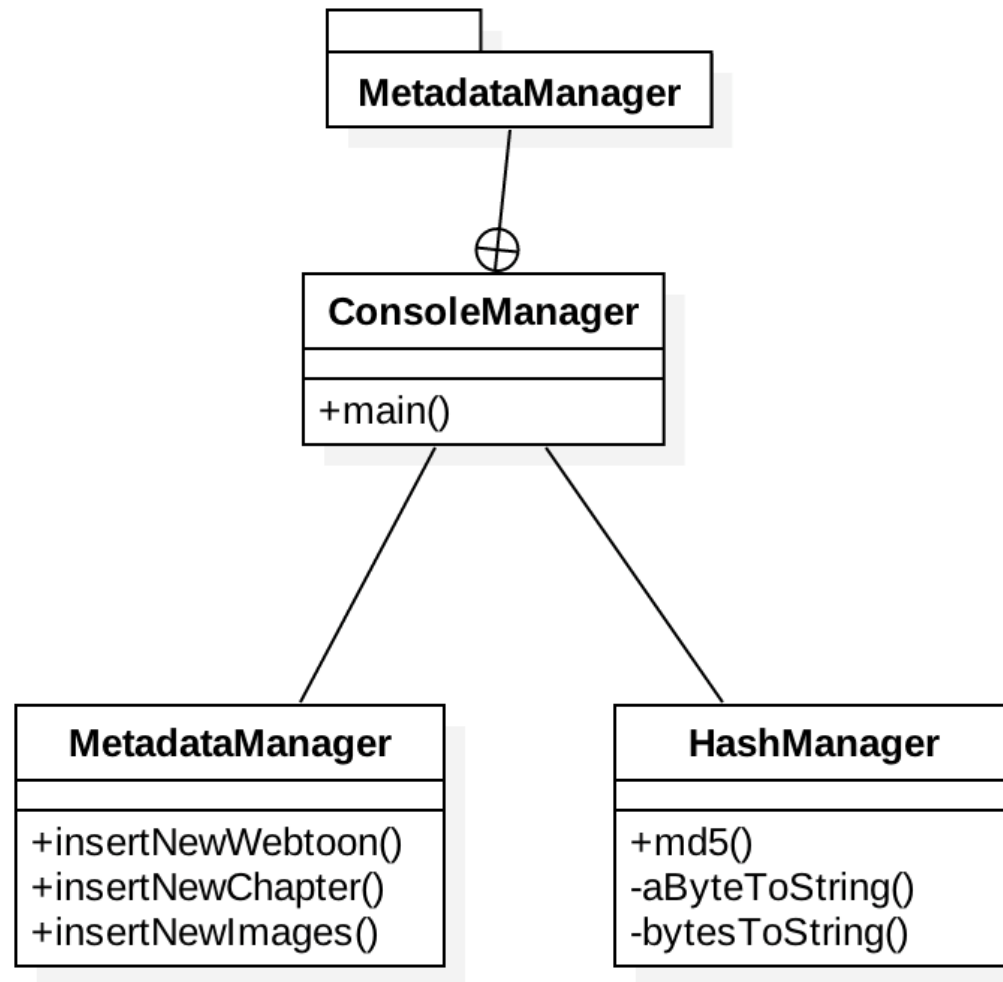 MetadataManager
ConsoleManager
+main()
MetadataManager
+insertNewWebtoon()
+insertNewChapter()
+insertNewImages()
HashManager
+md5()
-aByteToString()
-bytesToString()